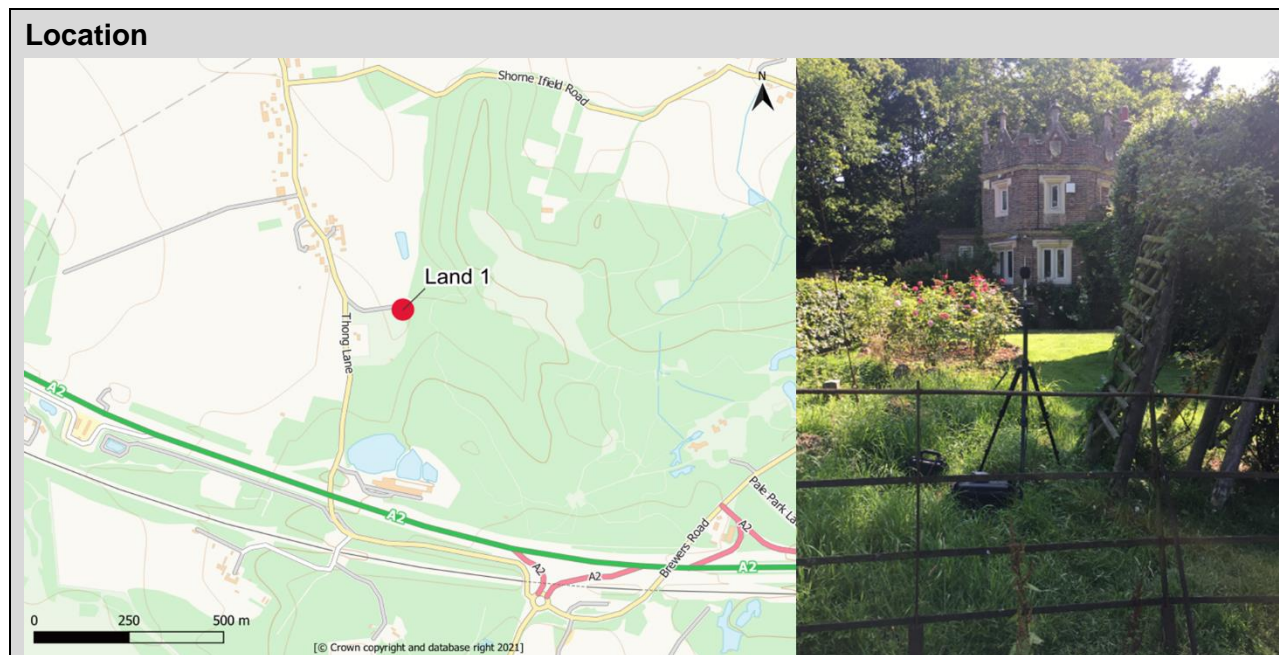 Location
Shorne Ifield Road
N
Land 1
Thong Lane
A2
A2
Pale Park La
Brewers Road
A2
A2
A2
A2
0 250 500 m
[© Crown copyright and database right 2021]